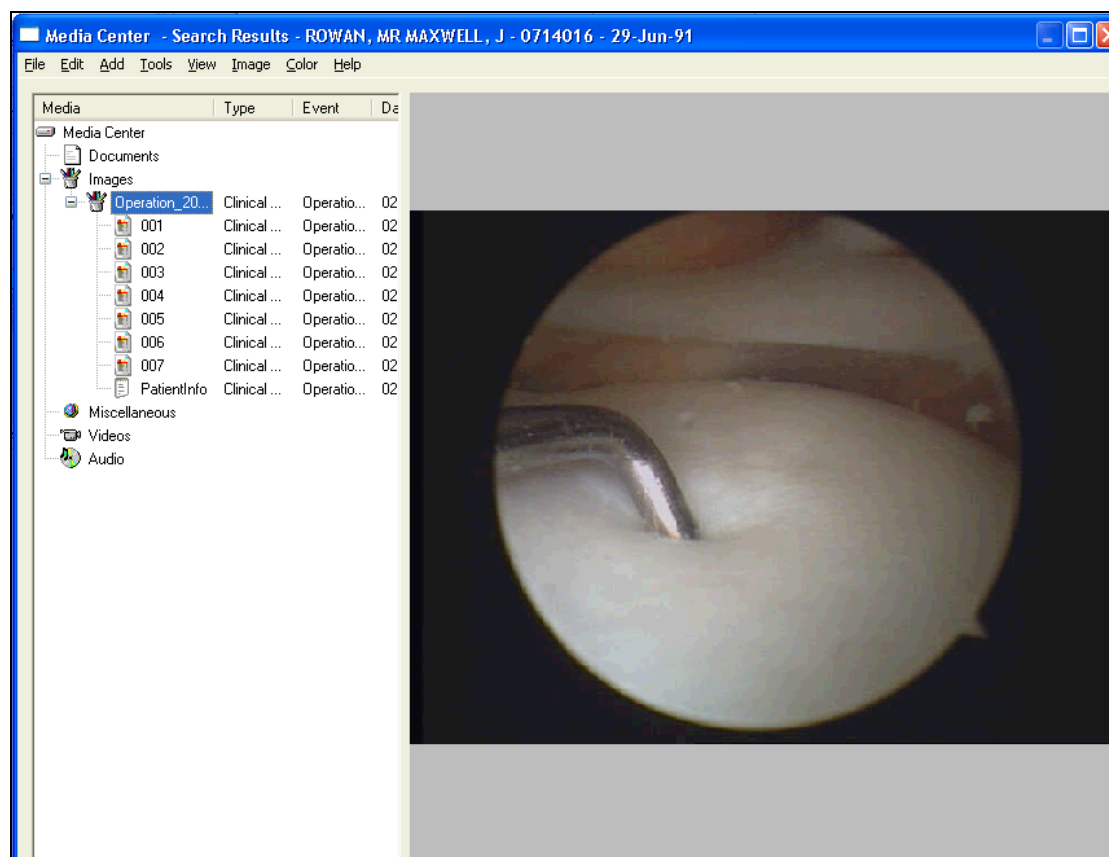 Media Center - Search Results - ROWAN, MR MAXWELL, J - 0714016 - 29-Jun-91
File Edit Add Tools View Image Color Help
Media Type Event Da
Media Center
Documents
Images
Operation_20... Clinical ... Operatio... 02
001 Clinical ... Operatio... 02
002 Clinical ... Operatio... 02
003 Clinical ... Operatio... 02
004 Clinical ... Operatio... 02
005 Clinical ... Operatio... 02
006 Clinical ... Operatio... 02
007 Clinical ... Operatio... 02
PatientInfo Clinical ... Operatio... 02
Miscellaneous
Videos
Audio